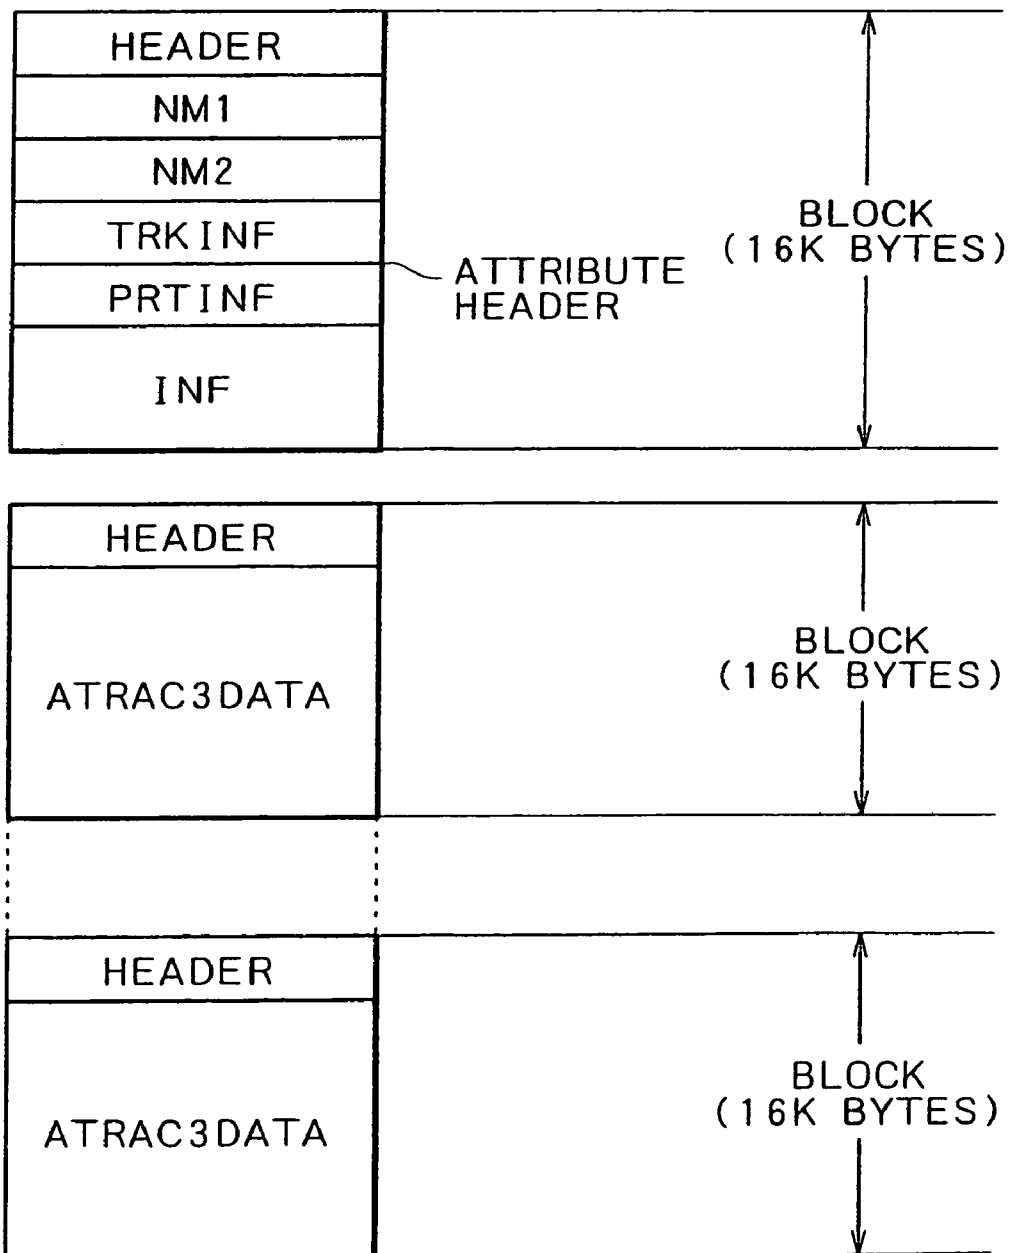 HEADER
NM1
NM2
TRKINF
PRTINF
INF
ATTRIBUTE
HEADER
BLOCK
(16K BYTES)
HEADER
ATRAC3DATA
BLOCK
(16K BYTES)
HEADER
ATRAC3DATA
BLOCK
(16K BYTES)